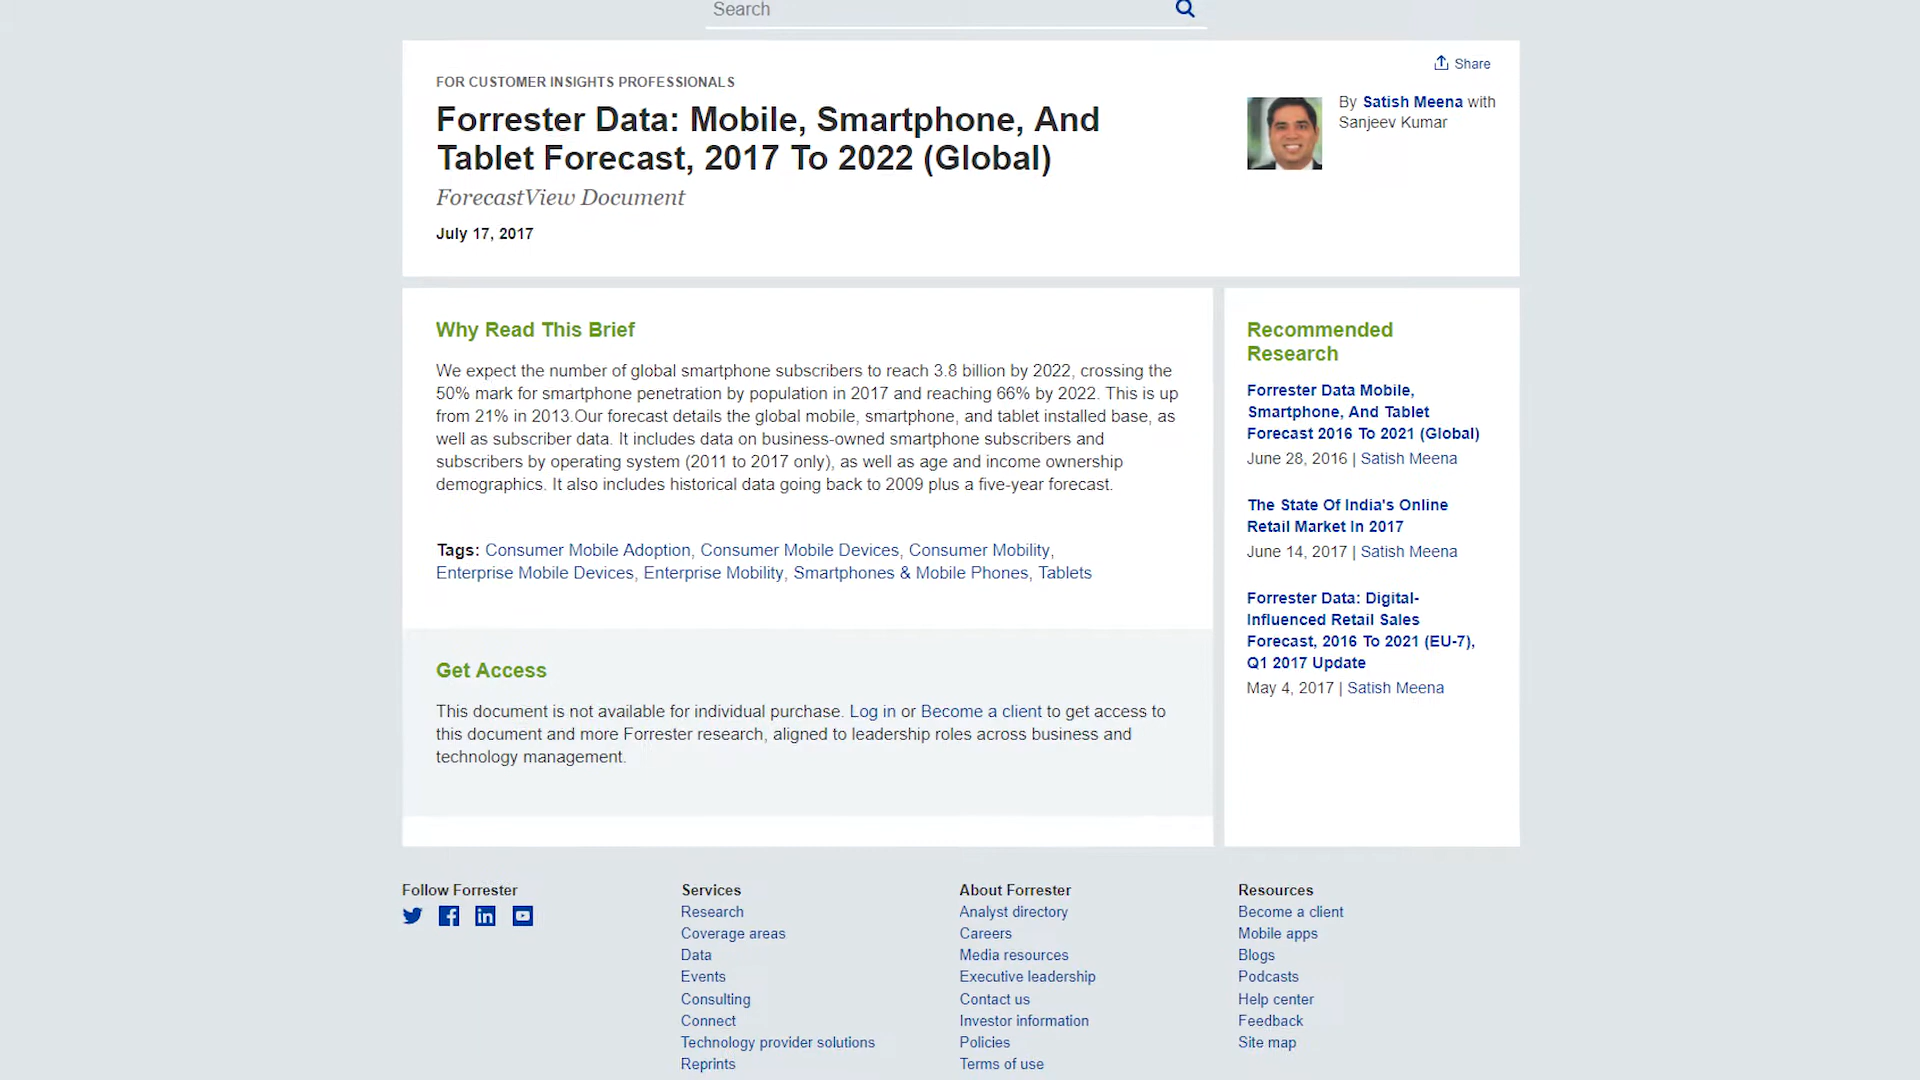 Search
Share
FOR CUSTOMER INSIGHTS PROFESSIONALS
Forrester Data: Mobile, Smartphone, And
Tablet Forecast, 2017 To 2022 (Global)
ForecastView Document
July 17, 2017
By Satish Meena with
Sanjeev Kumar
Why Read This Brief
We expect the number of global smartphone subscribers to reach 3.8 billion by 2022, crossing the
50% mark for smartphone penetration by population in 2017 and reaching 66% by 2022. This is up
from 21% in 2013.Our forecast details the global mobile, smartphone, and tablet installed base, as
well as subscriber data. It includes data on business-owned smartphone subscribers and
subscribers by operating system (2011 to 2017 only), as well as age and income ownership
demographics. It also includes historical data going back to 2009 plus a five-year forecast.
Tags: Consumer Mobile Adoption, Consumer Mobile Devices, Consumer Mobility,
Enterprise Mobile Devices, Enterprise Mobility, Smartphones & Mobile Phones, Tablets
Get Access
This document is not available for individual purchase. Log in or Become a client to get access to
this document and more Forrester research, aligned to leadership roles across business and
technology management.
Recommended
Research
Forrester Data Mobile,
Smartphone, And Tablet
Forecast 2016 To 2021 (Global)
June 28, 2016 | Satish Meena
The State Of India's Online
Retail Market In 2017
June 14, 2017 | Satish Meena
Forrester Data: Digital-
Influenced Retail Sales
Forecast, 2016 To 2021 (EU-7),
Q1 2017 Update
May 4, 2017 | Satish Meena
Follow Forrester
Services
Research
Coverage areas
Data
Events
Consulting
Connect
Technology provider solutions
Reprints
About Forrester
Analyst directory
Careers
Media resources
Executive leadership
Contact us
Investor information
Policies
Terms of use
Resources
Become a client
Mobile apps
Blogs
Podcasts
Help center
Feedback
Site map